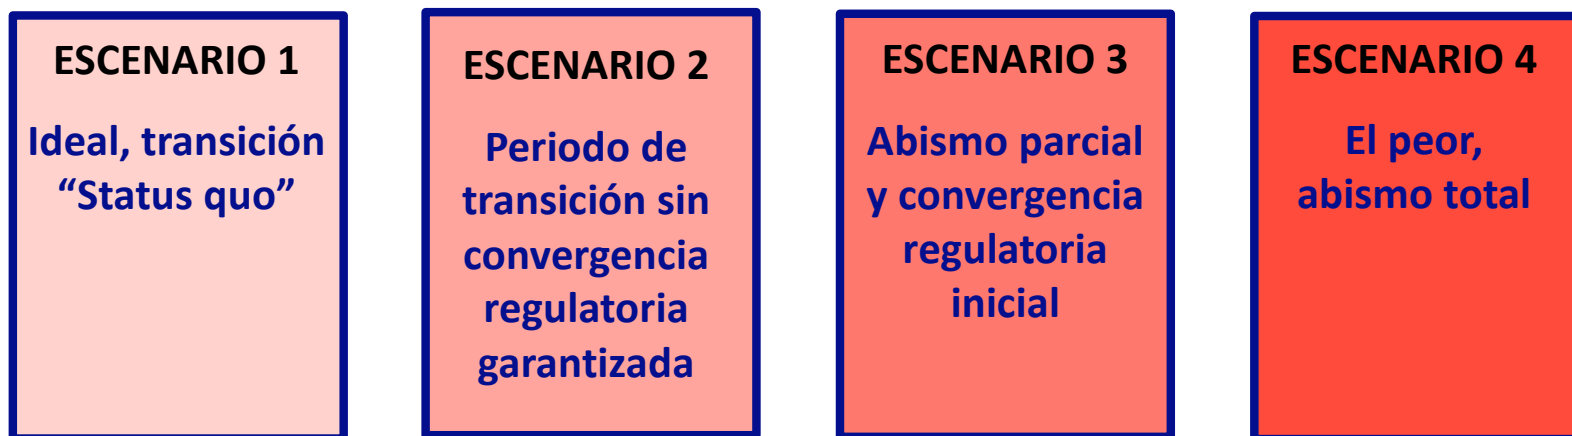 ESCENARIO 1
Ideal, transición
“Status quo”
ESCENARIO 2
Periodo de
transición sin
convergencia
regulatoria
garantizada
ESCENARIO 3
Abismo parcial
y convergencia
regulatoria
inicial
ESCENARIO 4
El peor,
abismo total